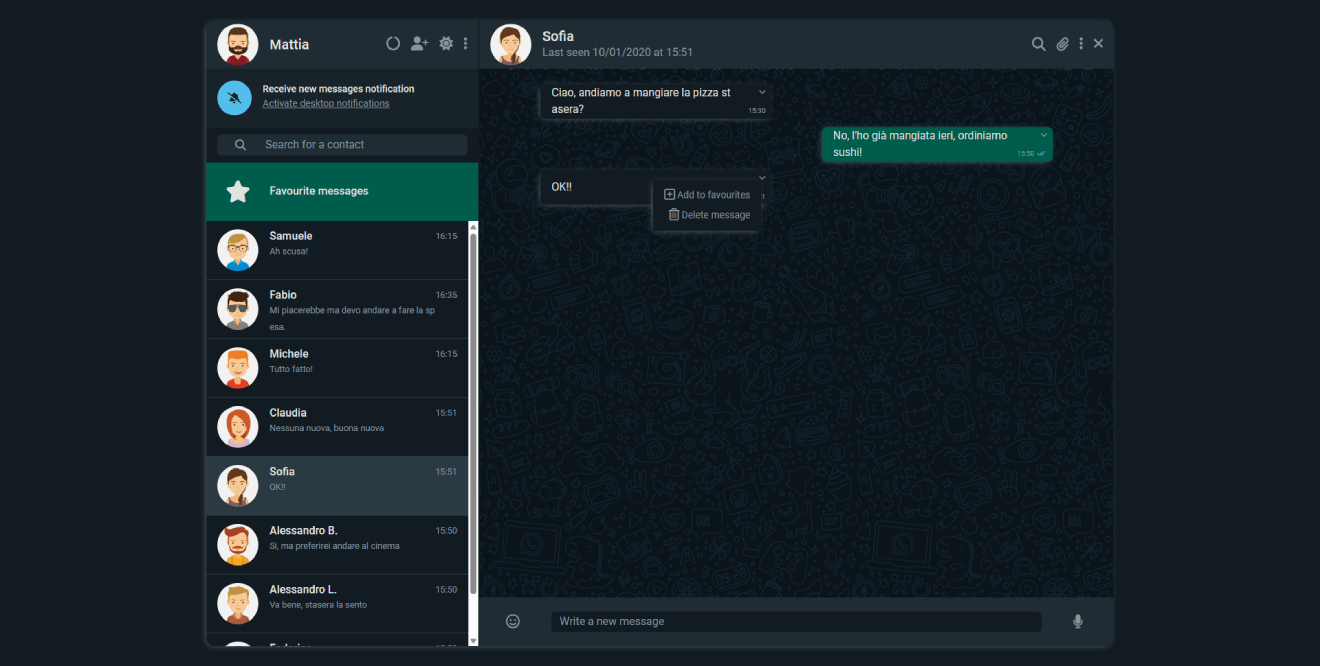 Mattia
Receive new messages notification
Activate desktop notifications
Search for a contact
Favourite messages
Samuele 16:15
Ah scusa!
Fabio 16:35
Mi piacerebbe ma devo andare a fare la sp
esa.
Michele 16:15
Tutto fatto!
Claudia 15:51
Nessuna nuova, buona nuova
Sofia 15:51
OK!!
Alessandro B. 15:50
Si, ma preferirei andare al cinema
Alessandro L. 15:50
Va bene, stasera la sento
Sofia
Last seen 10/01/2020 at 15:51
Ciao, andiamo a mangiare la pizza st
asera?
15:30
No, l'ho già mangiata ieri, ordiniamo
sushi!
15:50
OK!!
Add to favourites
Delete message
Write a new message